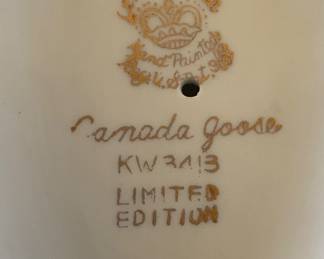 Hand Painted
Canada Goose
KW3413
LIMITED
EDITION